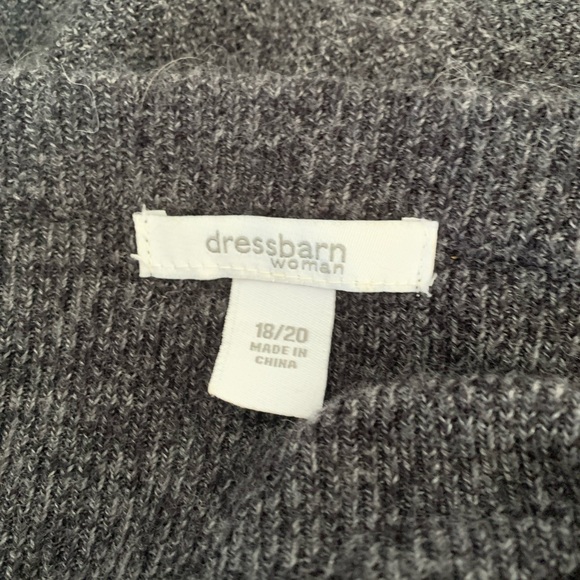 dressbarn
woman
18/20
MADE IN
CHINA